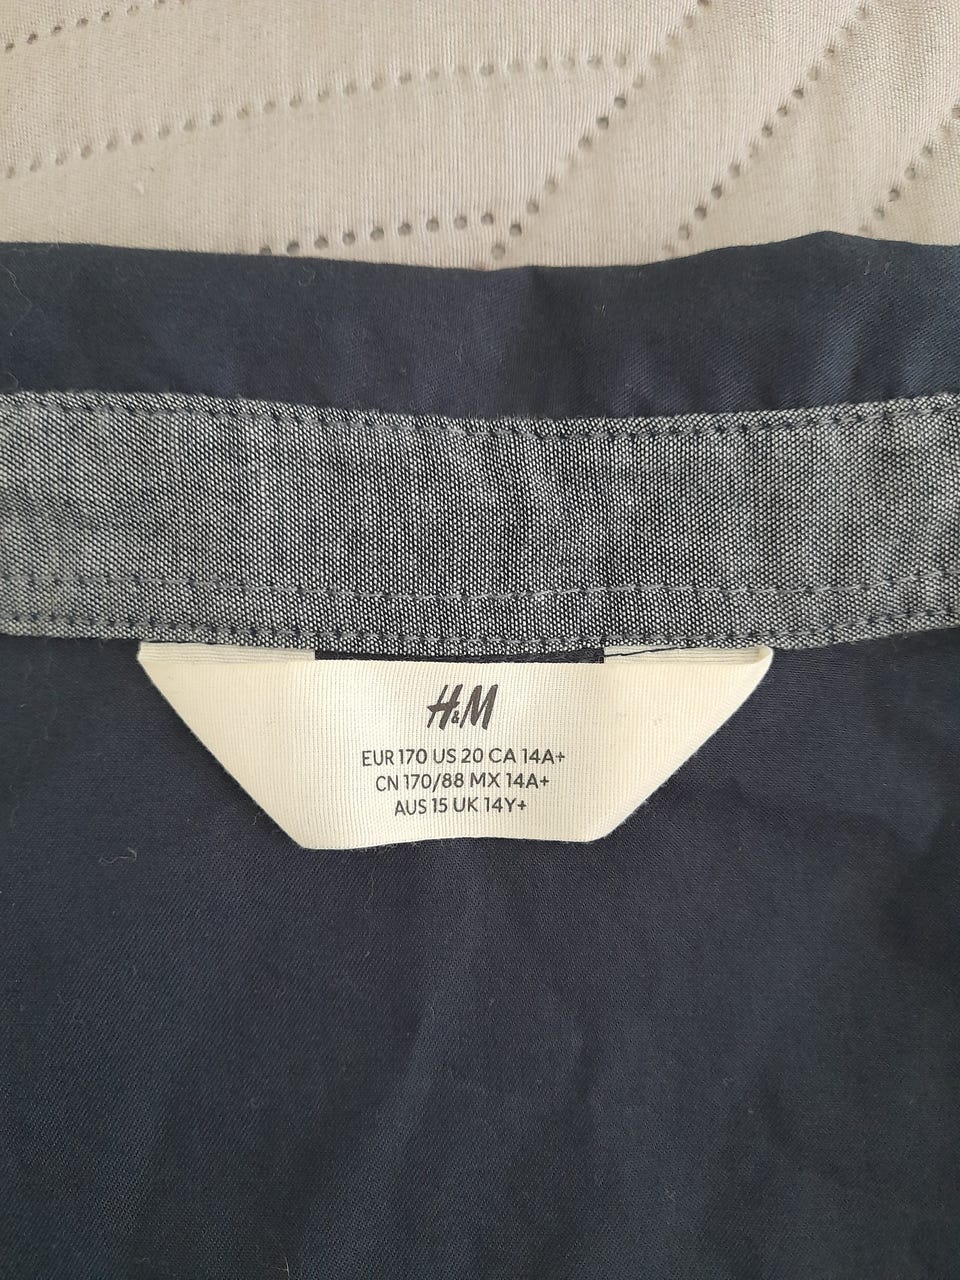 H&M
EUR 170 US 20 CA 14A+
CN 170/88 MX 14A+
AUS 15 UK 14Y+